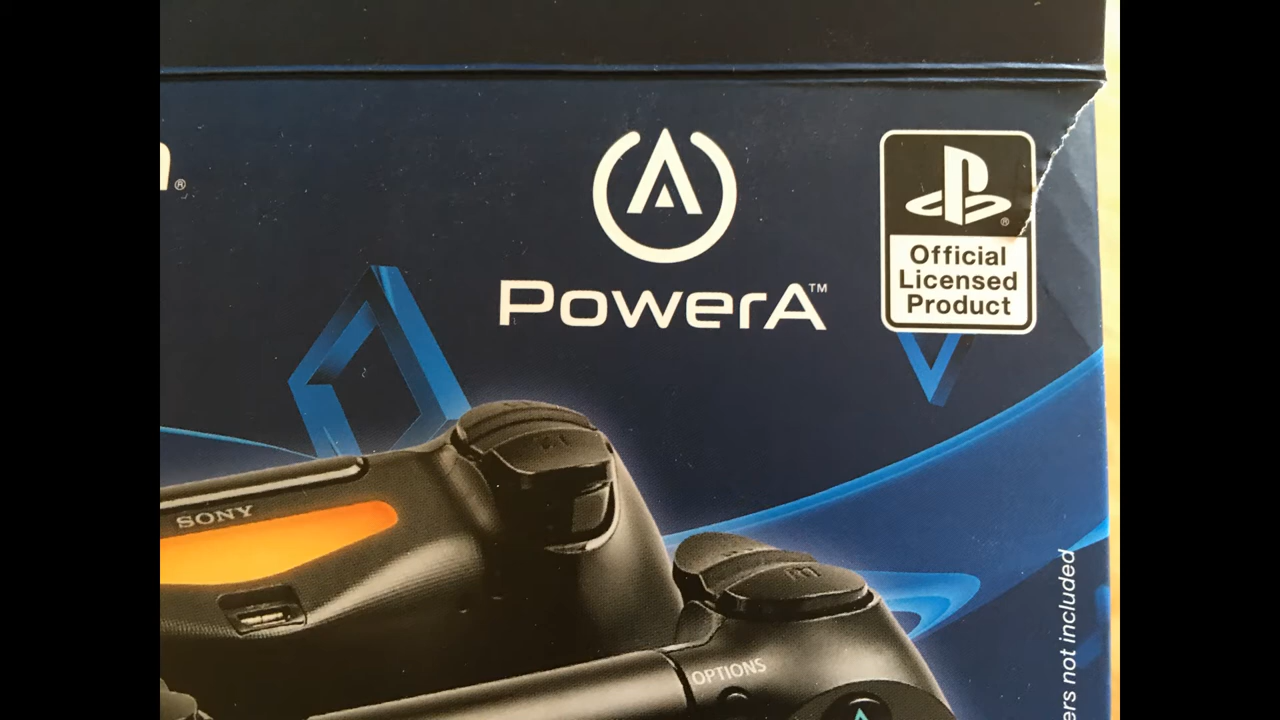 ®
PowerA™
®
Official
Licensed
Product
SONY
OPTIONS
ers not included